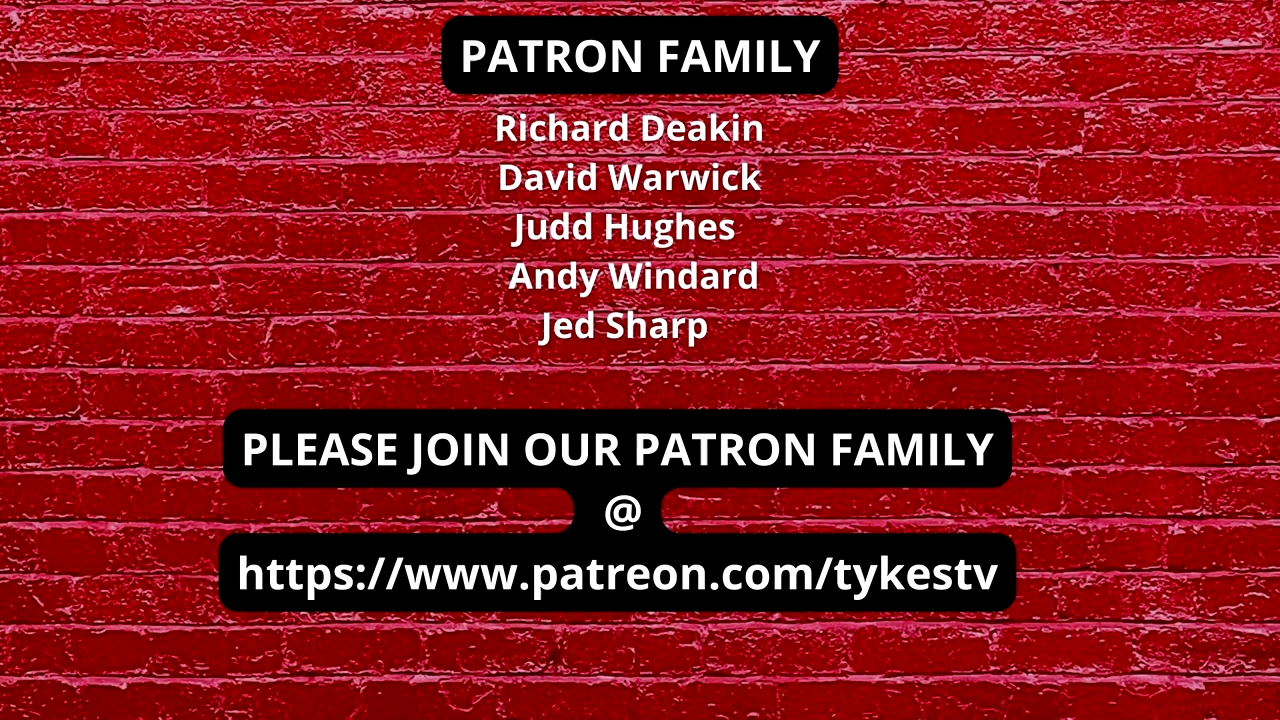 PATRON FAMILY
Richard Deakin
David Warwick
Judd Hughes
Andy Windard
Jed Sharp
PLEASE JOIN OUR PATRON FAMILY
@
https://www.patreon.com/tykestv